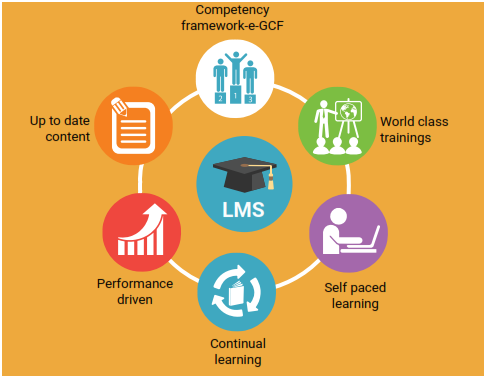 Competency
framework-e-GCF
Up to date
content
World class
trainings
2 1 3
LMS
Performance
driven
Self paced
learning
Continual
learning